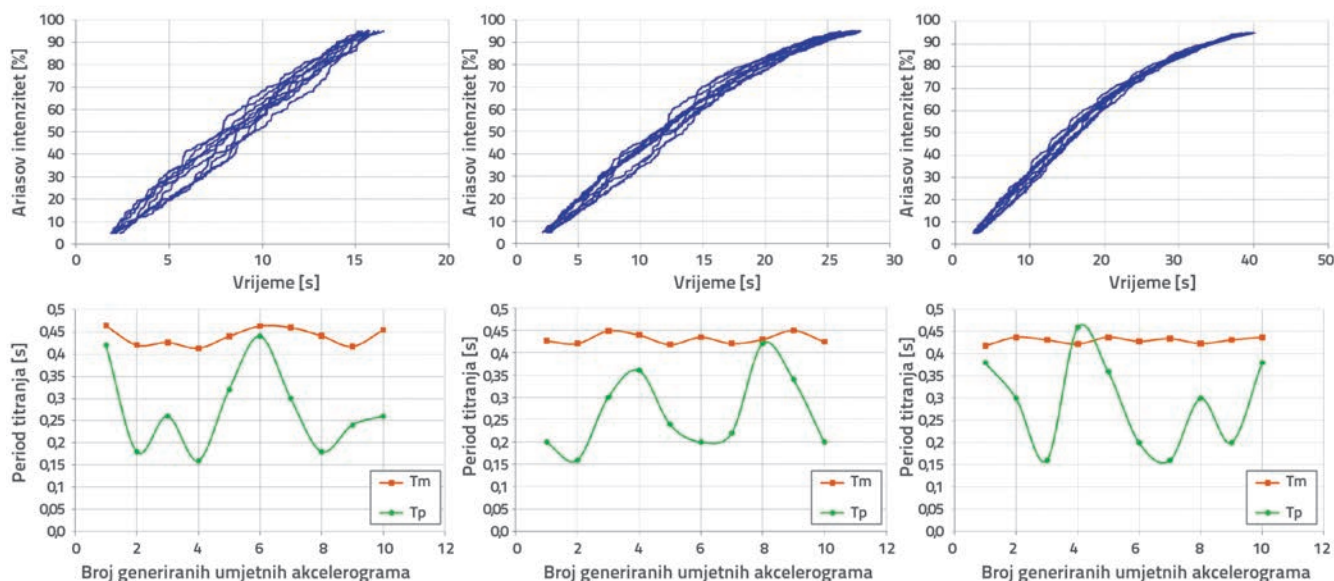 Ariasov intenzitet [%]
100
90
80
70
60
50
40
30
20
10
0
0 5 10 15 20
Vrijeme [s]
Ariasov intenzitet [%]
100
90
80
70
60
50
40
30
20
10
0
0 5 10 15 20 25 30
Vrijeme [s]
Ariasov intenzitet [%]
100
90
80
70
60
50
40
30
20
10
0
0 10 20 30 40 50
Vrijeme [s]
Period titranja [s]
0,5
0,45
0,4
0,35
0,3
0,25
0,2
0,15
0,1
0,05
0,0
Tm
Tp
0 2 4 6 8 10 12
Broj generiranih umjetnih akcelerograma
Period titranja [s]
0,5
0,45
0,4
0,35
0,3
0,25
0,2
0,15
0,1
0,05
0,0
Tm
Tp
0 2 4 6 8 10 12
Broj generiranih umjetnih akcelerograma
Period titranja [s]
0,5
0,45
0,4
0,35
0,3
0,25
0,2
0,15
0,1
0,05
0,0
Tm
Tp
0 2 4 6 8 10 12
Broj generiranih umjetnih akcelerograma